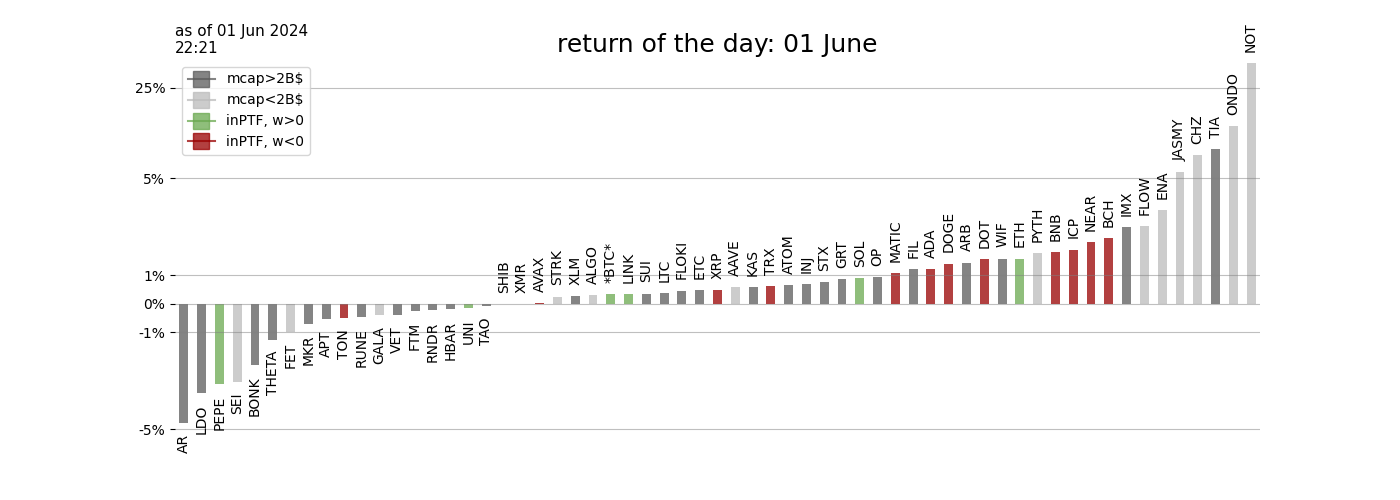 as of 01 Jun 2024
22:21
return of the day: 01 June
mcap>2B$
mcap<2B$
inPTF, w>0
inPTF, w<0
25%
5%
1%
0%
-1%
-5%
AR
LDO
PEPE
SEI
BONK
THETA
FET
MKR
APT
TON
RUNE
GALA
VET
FTM
RNDR
HBAR
UNI
TAO
SHIB
XMR
AVAX
STRK
XLM
ALGO
*BTC*
LINK
SUI
LTC
FLOKI
ETC
XRP
AAVE
KAS
TRX
ATOM
INJ
STX
GRT
SOL
OP
MATIC
FIL
ADA
DOGE
ARB
DOT
WIF
ETH
PYTH
BNB
ICP
NEAR
BCH
IMX
FLOW
ENA
JASMY
CHZ
TIA
ONDO
NOT